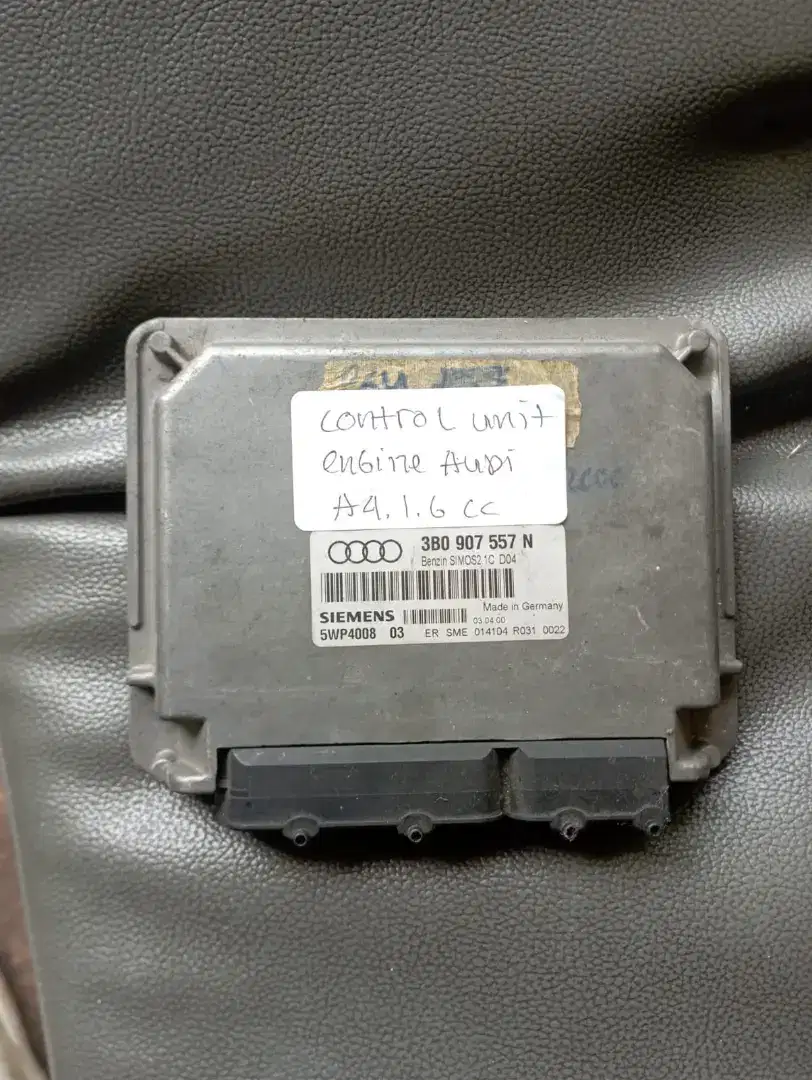 control unit
engine Audi
A4.1.6 cc
3B0 907 557 N
Benzin SIMOS2.1C D04
Made in Germany
SIEMENS
03.04.00
5WP4008 03 ER SME 014104 R031 0022